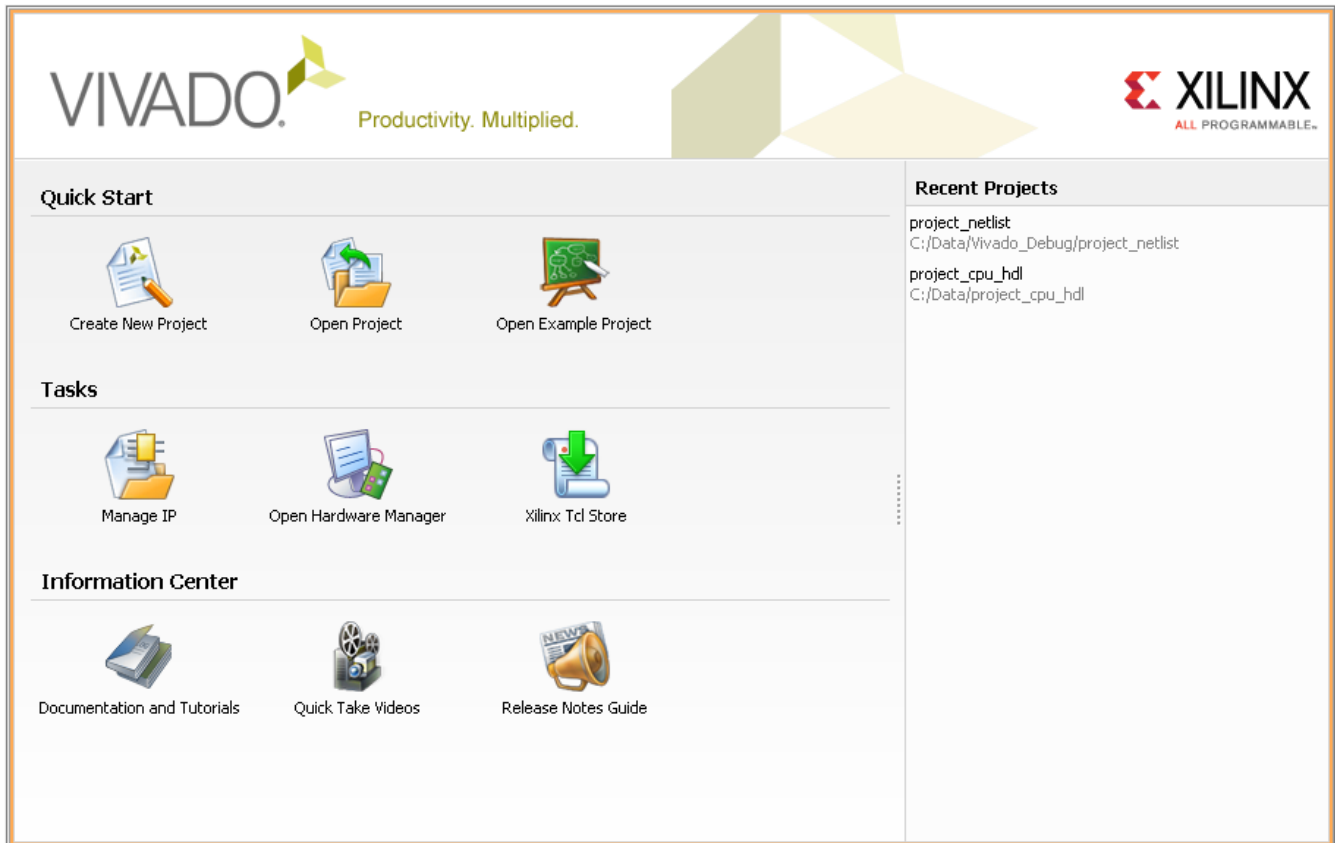 VIVADO.
Productivity. Multiplied.
XILINX
ALL PROGRAMMABLE™
Quick Start
Create New Project
Open Project
Open Example Project
Tasks
Manage IP
Open Hardware Manager
Xilinx Tcl Store
Information Center
NEWS
Documentation and Tutorials
Quick Take Videos
Release Notes Guide
Recent Projects
project_netlist
C:/Data/Vivado_Debug/project_netlist
project_cpu_hdl
C:/Data/project_cpu_hdl